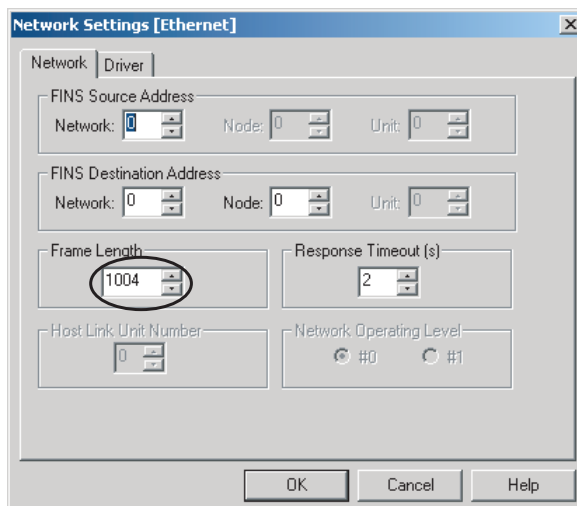 Network Settings [Ethernet]
Network Driver
FINS Source Address
Network: 0 Node: 0 Unit: 0
FINS Destination Address
Network: 0 Node: 0 Unit: 0
Frame Length Response Timeout (s)
1004 2
Host Link Unit Number Network Operating Level
0 #0 #1
OK Cancel Help